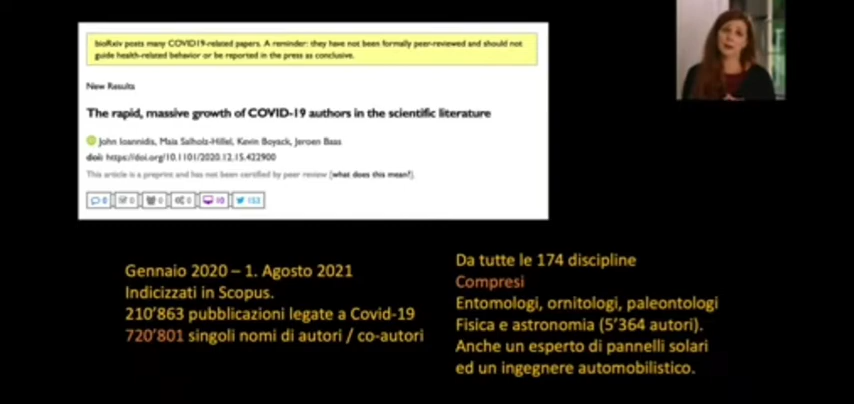 bioRxiv posts many COVID19-related papers. A reminder: they have not been formally peer-reviewed and should not
guide health-related behavior or be reported in the press as conclusive.
New Results
The rapid, massive growth of COVID-19 authors in the scientific literature
John Ioannidis, Maia Salholz-Hillel, Kevin Boyack, Jeroen Baas
doi: https://doi.org/10.1101/2020.12.15.422900
This article is a preprint and has not been certified by peer review [what does this mean?].
0 0 0 0 10 153
Gennaio 2020 – 1. Agosto 2021
Indicizzati in Scopus.
210’863 pubblicazioni legate a Covid-19
720’801 singoli nomi di autori / co-autori
Da tutte le 174 discipline
Compresi
Entomologi, ornitologi, paleontologi
Fisica e astronomia (5’364 autori).
Anche un esperto di pannelli solari
ed un ingegnere automobilistico.